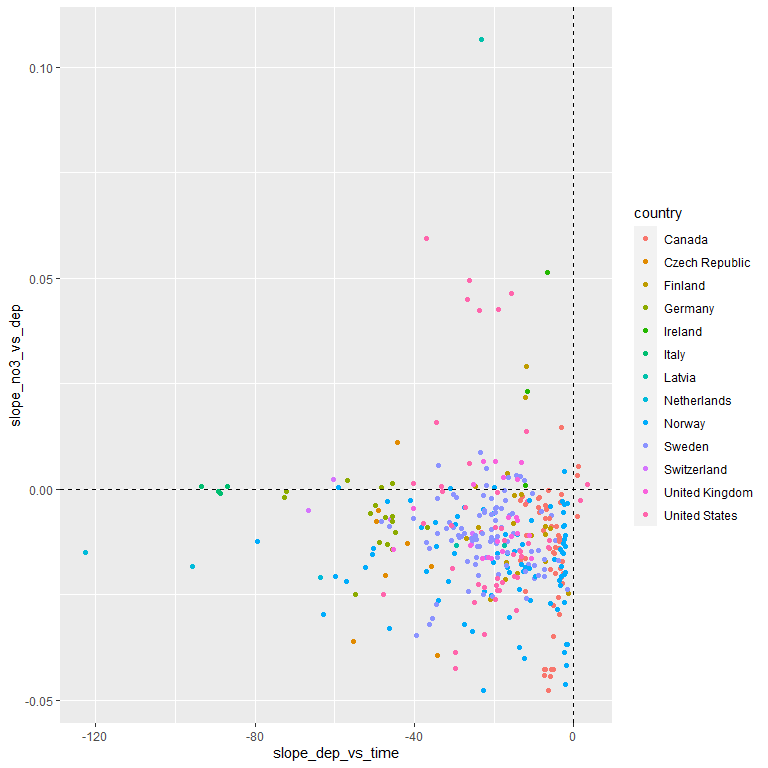 0.10
0.05
0.00
-0.05
slope_no3_vs_dep
-120
-80
-40
0
slope_dep_vs_time
country
Canada
Czech Republic
Finland
Germany
Ireland
Italy
Latvia
Netherlands
Norway
Sweden
Switzerland
United Kingdom
United States